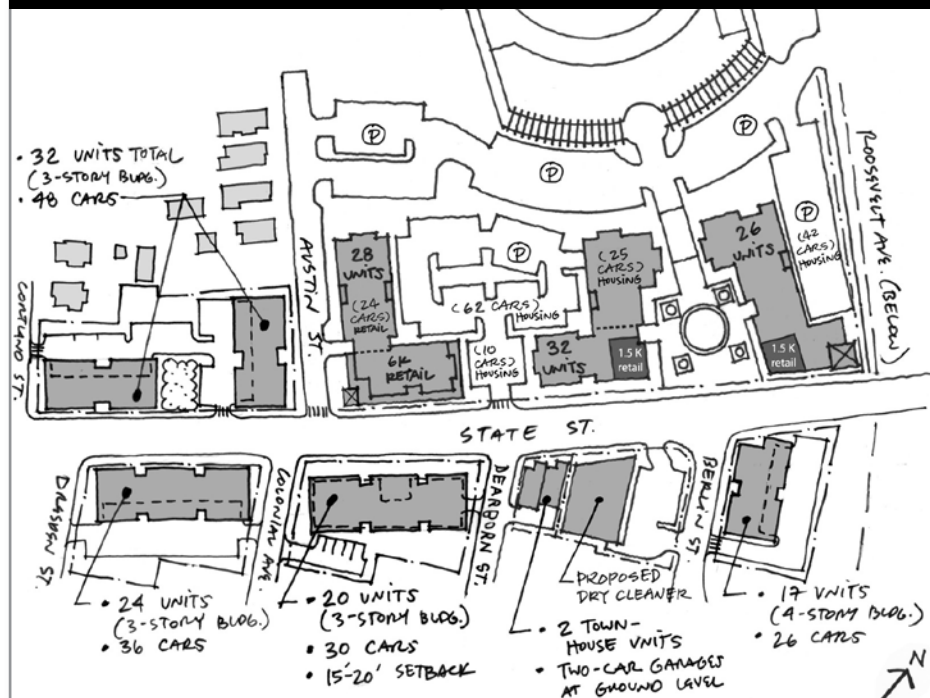 • 32 UNITS TOTAL
(3-STORY BLDG.)
• 48 CARS
P
P
P
P
P
(42
CARS)
HOUSING
ROOSEVELT AVE. (BELOW)
AUSTIN ST.
28
UNITS
(24
CARS)
RETAIL
6K
RETAIL
(62 CARS)
HOUSING
(10
CARS)
HOUSING
(25
CARS)
HOUSING
32
UNITS
1.5 K
retail
26
UNITS
1.5 K
retail
STATE ST.
DRESDEN ST.
COLONIAL AVE
DEARBORN ST.
BERLIN ST
• 24 UNITS
(3-STORY BLDG.)
• 36 CARS
• 20 UNITS
(3-STORY BLDG.)
• 30 CARS
• 15'-20' SETBACK
PROPOSED
DRY CLEANER
• 2 TOWN-
HOUSE UNITS
• TWO-CAR GARAGES
AT GROUND LEVEL
• 17 UNITS
(4-STORY BLDG.)
• 26 CARS
N